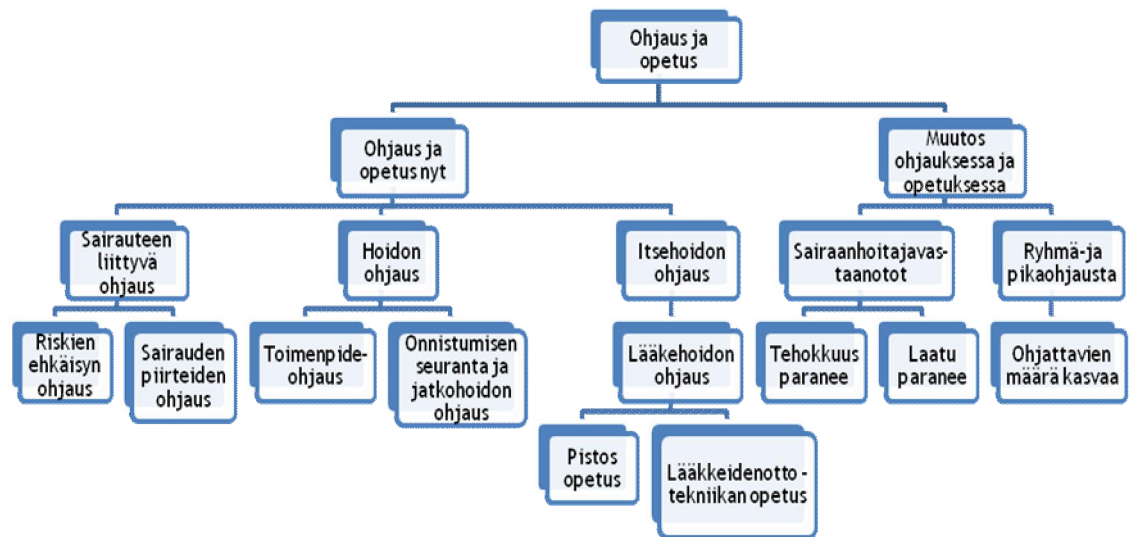 Ohjaus ja
opetus
Ohjaus ja
opetus nyt
Muutos
ohjauksessa ja
opetuksessa
Sairauteen
liittyvä
ohjaus
Hoidon
ohjaus
Itsehoidon
ohjaus
Sairaanhoitajavas-
taanotot
Ryhmä-ja
pikaohjausta
Riskien
ehkäisyn
ohjaus
Sairauden
piirteiden
ohjaus
Toimenpide-
ohjaus
Onnistumisen
seuranta ja
jatkohoidon
ohjaus
Lääkehoidon
ohjaus
Tehokkuus
paranee
Laatu
paranee
Ohjattavien
määrä kasvaa
Pistos
opetus
Lääkkeidenotto -
tekniikan opetus